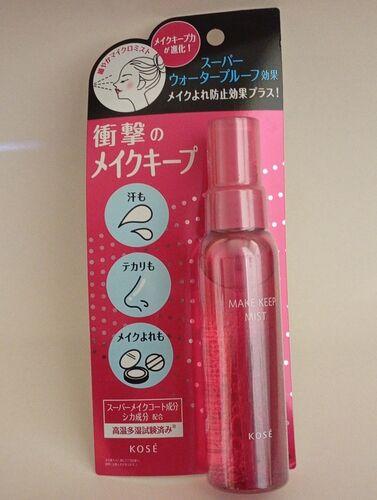 細やかマイクロミスト
メイクキープ力
が進化!
スーパー
ウォータープルーフ効果
メイクよれ防止効果プラス!
衝撃の
メイクキープ
汗も
テカリも
メイクよれも
スーパーメイクコート成分
シカ成分 配合
高温多湿試験済み※
KOSÉ
MAKE KEEP
MIST
KOSÉ